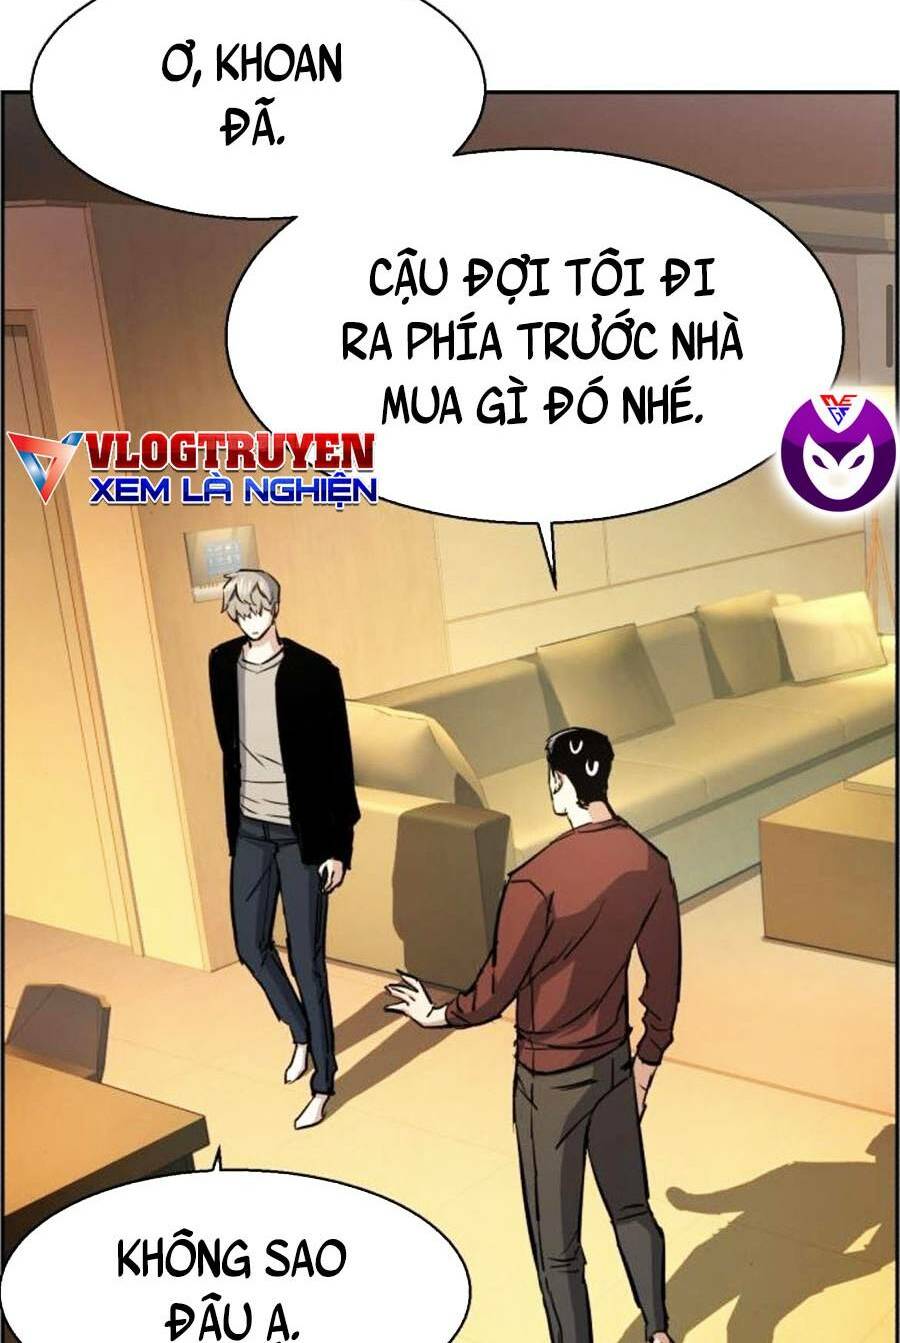 Ơ, KHOAN
ĐÃ.
CẬU ĐỢI TÔI ĐI
RA PHÍA TRƯỚC NHÀ
MUA GÌ ĐÓ NHÉ.
VLOGTRUYEN
XEM LÀ NGHIỆN
KHÔNG SAO
ĐÂU Ạ.